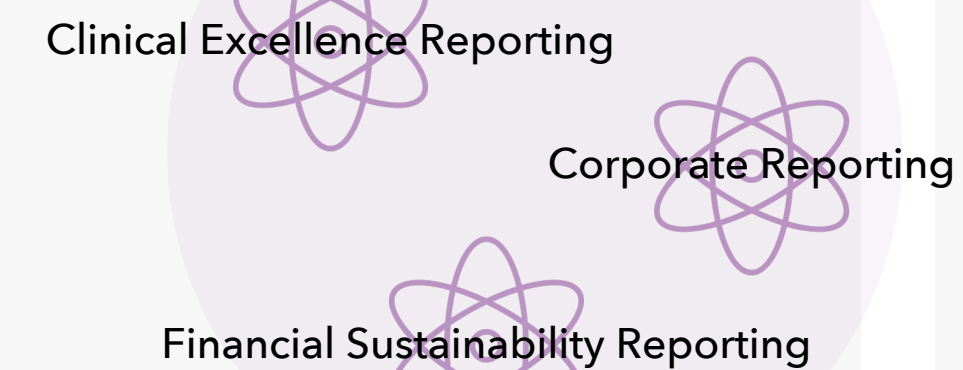 Clinical Excellence Reporting
Corporate Reporting
Financial Sustainability Reporting